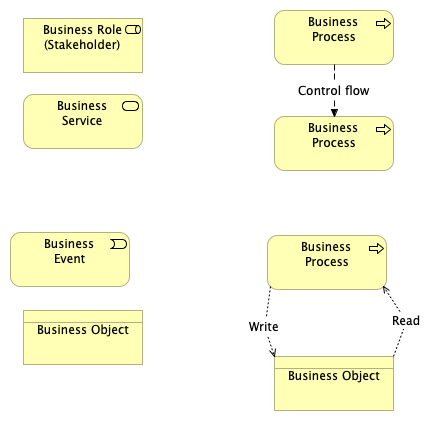 Business Role
(Stakeholder)
Business
Process
Control flow
Business
Service
Business
Process
Business
Event
Business
Process
Business Object
Write
Read
Business Object